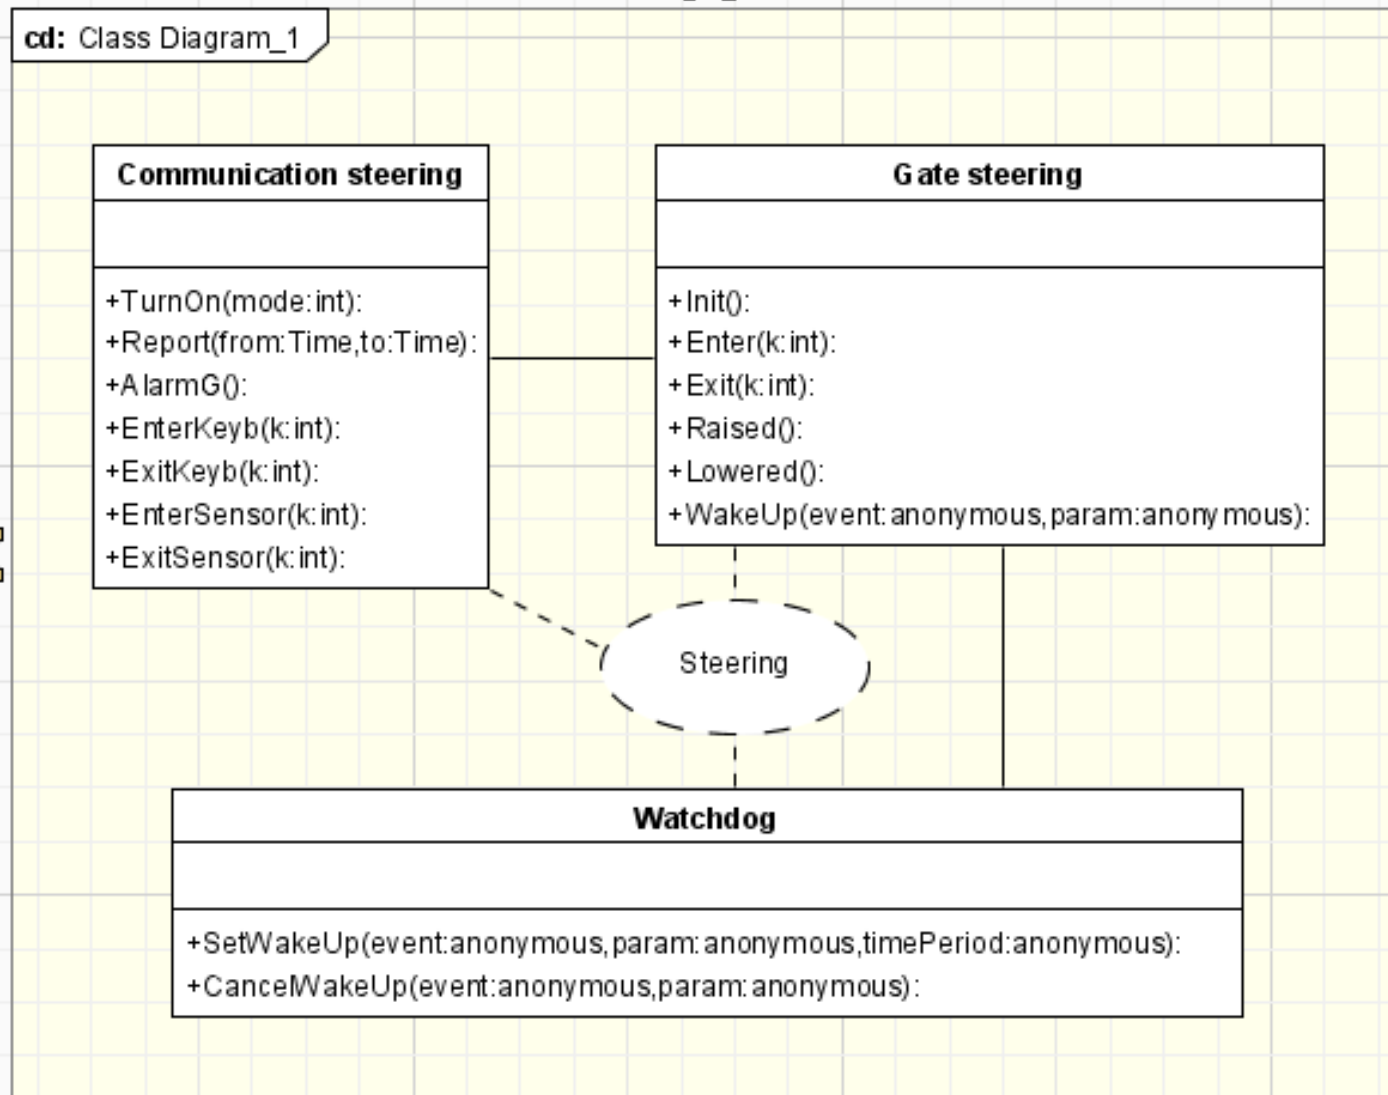 cd: Class Diagram_1
Communication steering
+TurnOn(mode:int):
+Report(from:Time,to:Time):
+AlarmG():
+EnterKeyb(k:int):
+ExitKeyb(k:int):
+EnterSensor(k:int):
+ExitSensor(k:int):
Gate steering
+Init():
+Enter(k:int):
+Exit(k:int):
+Raised():
+Lowered():
+WakeUp(event:anonymous,param:anonymous):
Steering
Watchdog
+SetWakeUp(event:anonymous,param:anonymous,timePeriod:anonymous):
+CancelWakeUp(event:anonymous,param:anonymous):